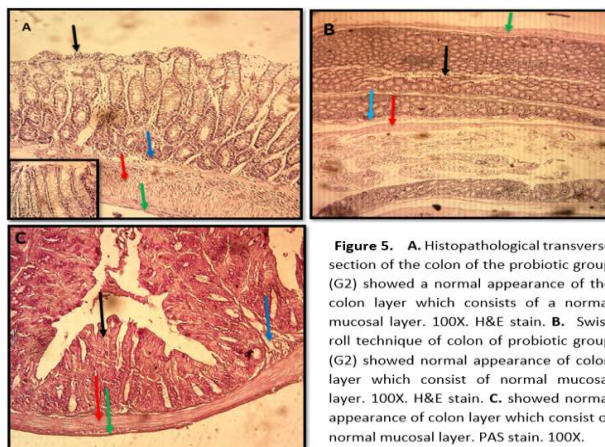 A
B
C
Figure 5. A. Histopathological transverse
section of the colon of the probiotic group
(G2) showed a normal appearance of the
colon layer which consists of a normal
mucosal layer. 100X. H&E stain. B. Swiss
roll technique of colon of probiotic group
(G2) showed normal appearance of colon
layer which consist of normal mucosal
layer. 100X. H&E stain. C. showed normal
appearance of colon layer which consist of
normal mucosal layer. PAS stain. 100X.